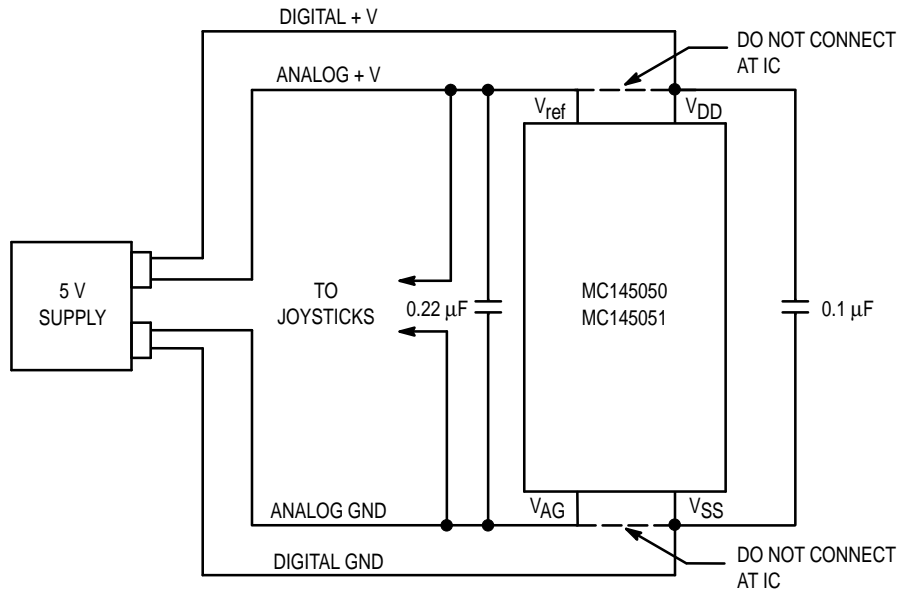 DIGITAL + V
DO NOT CONNECT
AT IC
ANALOG + V
Vref
VDD
5 V
SUPPLY
TO
JOYSTICKS
0.22 µF
MC145050
MC145051
0.1 µF
ANALOG GND
VAG
VSS
DIGITAL GND
DO NOT CONNECT
AT IC